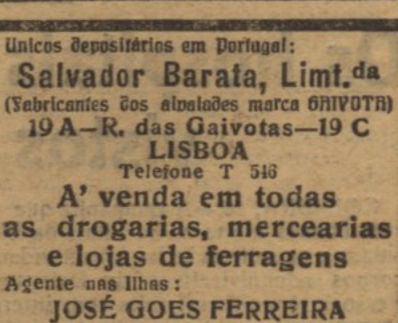 Unicos depositários em Portugal:
Salvador Barata, Limt.da
(Fabricantes dos alvaiades marca GAIVOTA)
19 A—R. das Gaivotas—19 C
LISBOA
Telefone T 546
A' venda em todas
as drogarias, mercearias
e lojas de ferragens
Agente nas Ilhas:
JOSÉ GOES FERREIRA